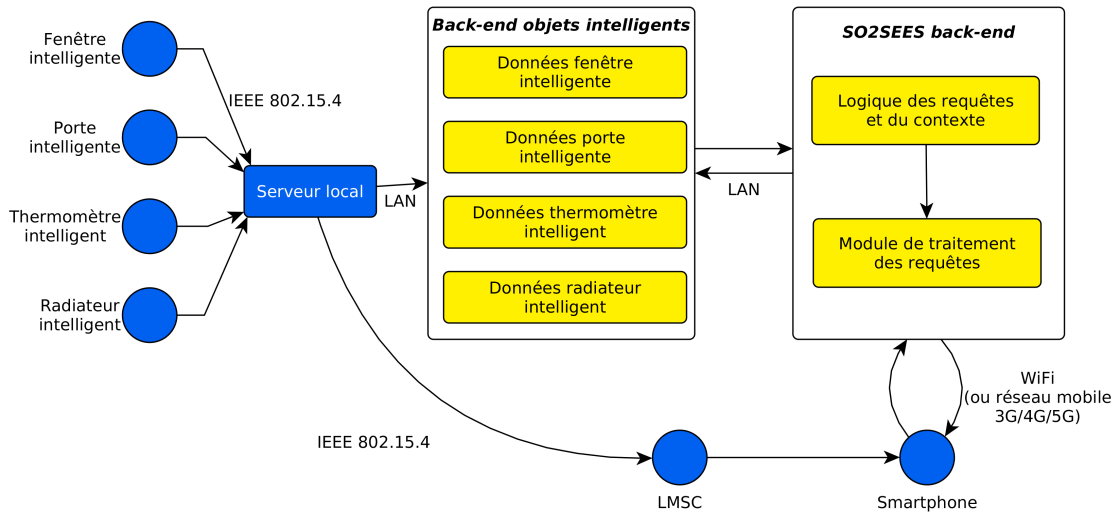 Fenêtre
intelligente
Porte
intelligente
Thermomètre
intelligent
Radiateur
intelligent
IEEE 802.15.4
Serveur local
LAN
Back-end objets intelligents
Données fenêtre
intelligente
Données porte
intelligente
Données thermomètre
intelligent
Données radiateur
intelligent
LAN
SO2SEES back-end
Logique des requêtes
et du contexte
Module de traitement
des requêtes
WiFi
(ou réseau mobile
3G/4G/5G)
IEEE 802.15.4
LMSC
Smartphone